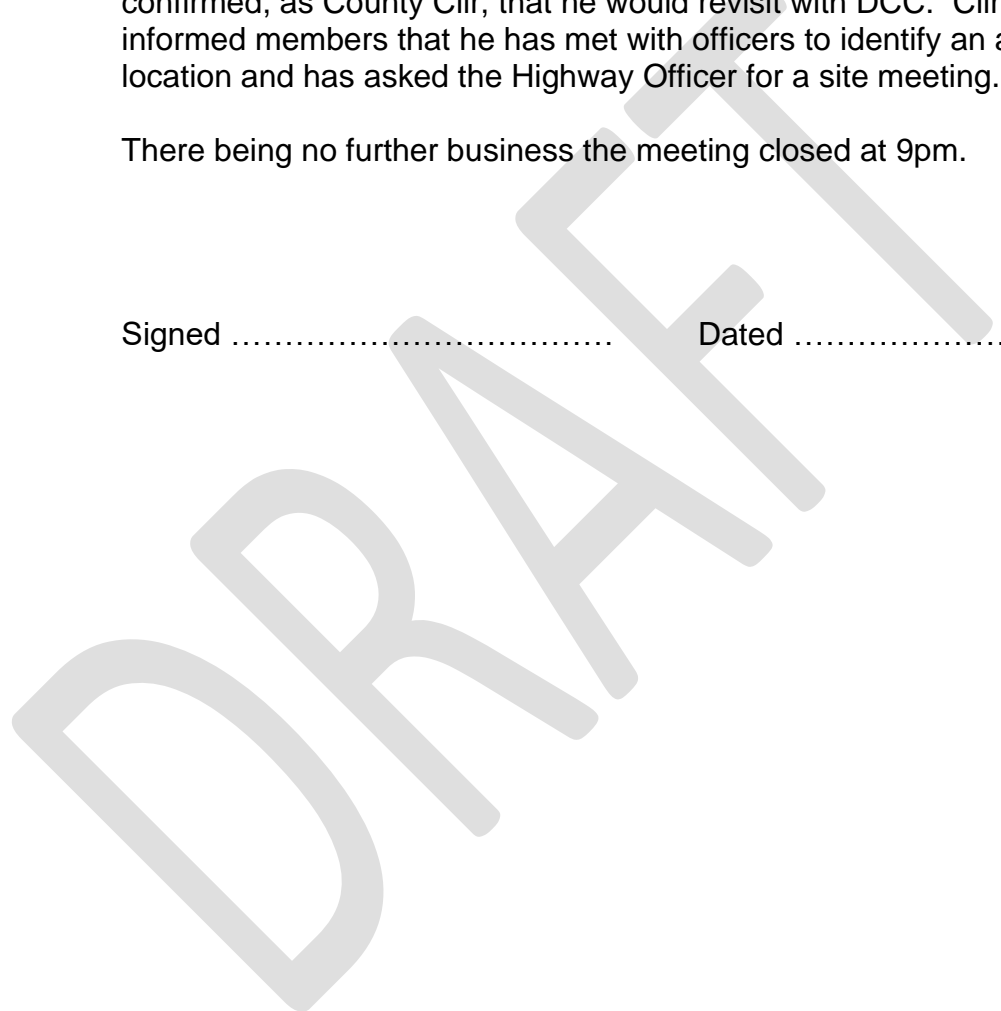 confirmed, as County Cllr, that he would revisit with DCC. Cllr
informed members that he has met with officers to identify an a
location and has asked the Highway Officer for a site meeting.
There being no further business the meeting closed at 9pm.
Signed ………………………………. Dated …………………
DRAFT